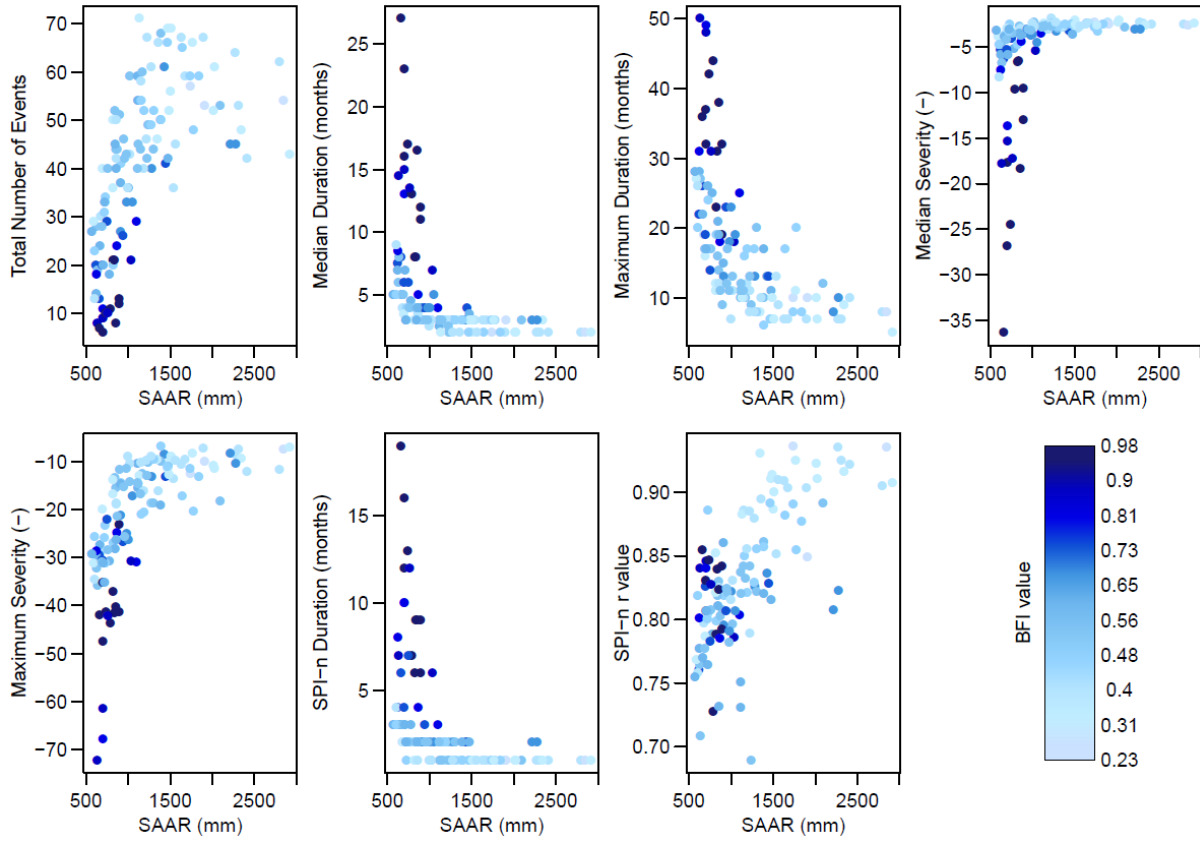 Total Number of Events
70
60
50
40
30
20
10
500 1500 2500
SAAR (mm)
Median Duration (months)
25
20
15
10
5
500 1500 2500
SAAR (mm)
Maximum Duration (months)
50
40
30
20
10
500 1500 2500
SAAR (mm)
Median Severity (−)
−5
−10
−15
−20
−25
−30
−35
500 1500 2500
SAAR (mm)
Maximum Severity (−)
−10
−20
−30
−40
−50
−60
−70
500 1500 2500
SAAR (mm)
SPI−n Duration (months)
15
10
5
500 1500 2500
SAAR (mm)
SPI−n r value
0.90
0.85
0.80
0.75
0.70
500 1500 2500
SAAR (mm)
BFI value
0.98
0.9
0.81
0.73
0.65
0.56
0.48
0.4
0.31
0.23